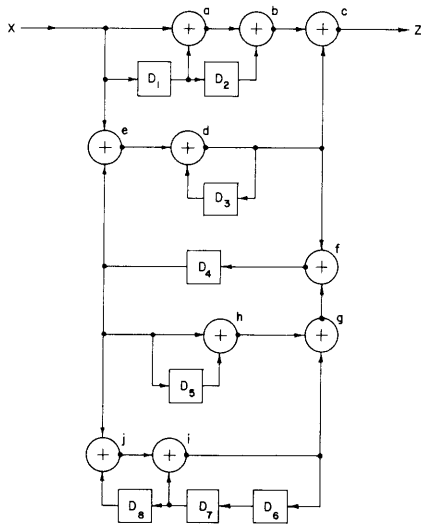 a b c
X + + + Z
D1 D2
e d
+ +
D3
f
D4 +
h g
+ +
D5
j i
+ +
D8 D7 D6